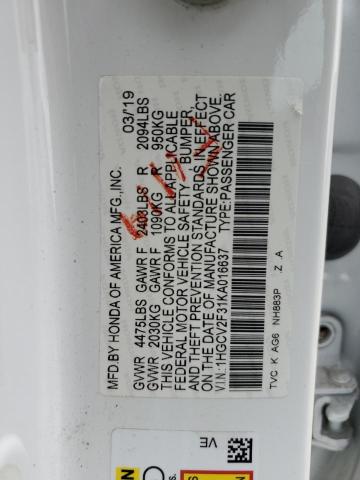 MFD.BY HONDA OF AMERICA MFG.,INC. 03/19
GVWR 4475LBS GAWR F 2403LBS R 2094LBS
GVWR 2030KG GAWR F 1090KG R 950KG
THIS VEHICLE CONFORMS TO ALL APPLICABLE
FEDERAL MOTOR VEHICLE SAFETY, BUMPER,
AND THEFT PREVENTION STANDARDS IN EFFECT
ON THE DATE OF MANUFACTURE SHOWN ABOVE.
V.I.N.:1HGCV2F31KA016637 TYPE:PASSENGER CAR
TVC K AG6 NH883P Z .A
VE